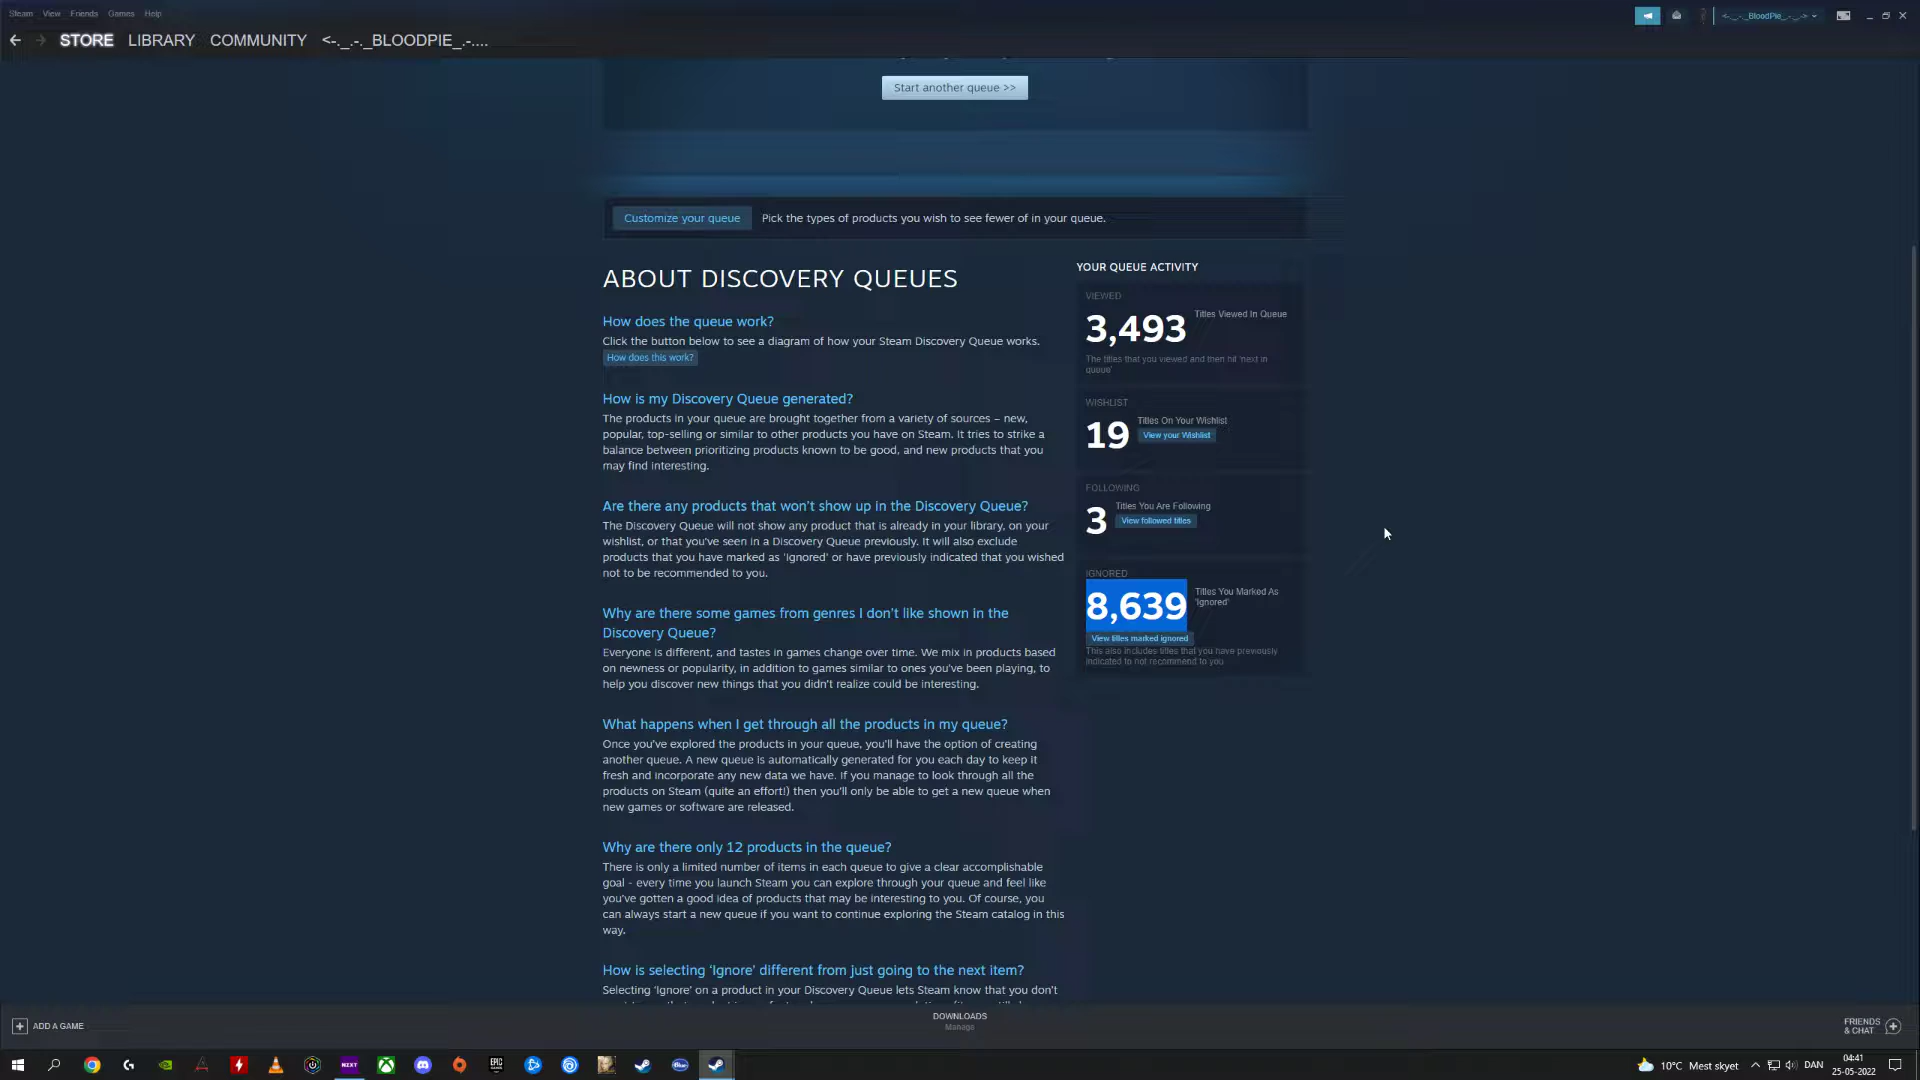 Steam View Friends Games Help
<-._.-._BloodPie_.-._.->
STORE LIBRARY COMMUNITY <-._.-._BLOODPIE_.-....
Start another queue >>
Customize your queue Pick the types of products you wish to see fewer of in your queue.
ABOUT DISCOVERY QUEUES
How does the queue work?
Click the button below to see a diagram of how your Steam Discovery Queue works.
How does this work?
How is my Discovery Queue generated?
The products in your queue are brought together from a variety of sources – new,
popular, top-selling or similar to other products you have on Steam. It tries to strike a
balance between prioritizing products known to be good, and new products that you
may find interesting.
Are there any products that won't show up in the Discovery Queue?
The Discovery Queue will not show any product that is already in your library, on your
wishlist, or that you've seen in a Discovery Queue previously. It will also exclude
products that you have marked as 'Ignored' or have previously indicated that you wished
not to be recommended to you.
Why are there some games from genres I don't like shown in the
Discovery Queue?
Everyone is different, and tastes in games change over time. We mix in products based
on newness or popularity, in addition to games similar to ones you've been playing, to
help you discover new things that you didn't realize could be interesting.
What happens when I get through all the products in my queue?
Once you've explored the products in your queue, you'll have the option of creating
another queue. A new queue is automatically generated for you each day to keep it
fresh and incorporate any new data we have. If you manage to look through all the
products on Steam (quite an effort!) then you'll only be able to get a new queue when
new games or software are released.
Why are there only 12 products in the queue?
There is only a limited number of items in each queue to give a clear accomplishable
goal - every time you launch Steam you can explore through your queue and feel like
you've gotten a good idea of products that may be interesting to you. Of course, you
can always start a new queue if you want to continue exploring the Steam catalog in this
way.
How is selecting 'Ignore' different from just going to the next item?
Selecting 'Ignore' on a product in your Discovery Queue lets Steam know that you don't
YOUR QUEUE ACTIVITY
VIEWED
3,493 Titles Viewed In Queue
The titles that you viewed and then hit 'next in
queue'
WISHLIST
19 Titles On Your Wishlist
View your Wishlist
FOLLOWING
3 Titles You Are Following
View followed titles
IGNORED
8,639 Titles You Marked As
'Ignored'
View titles marked ignored
This also includes titles that you have previously
indicated to not recommend to you
ADD A GAME
DOWNLOADS
Manage
FRIENDS
& CHAT
NEXT
EPIC
GAMES
10°C Mest skyet
DAN
04:41
25-05-2022